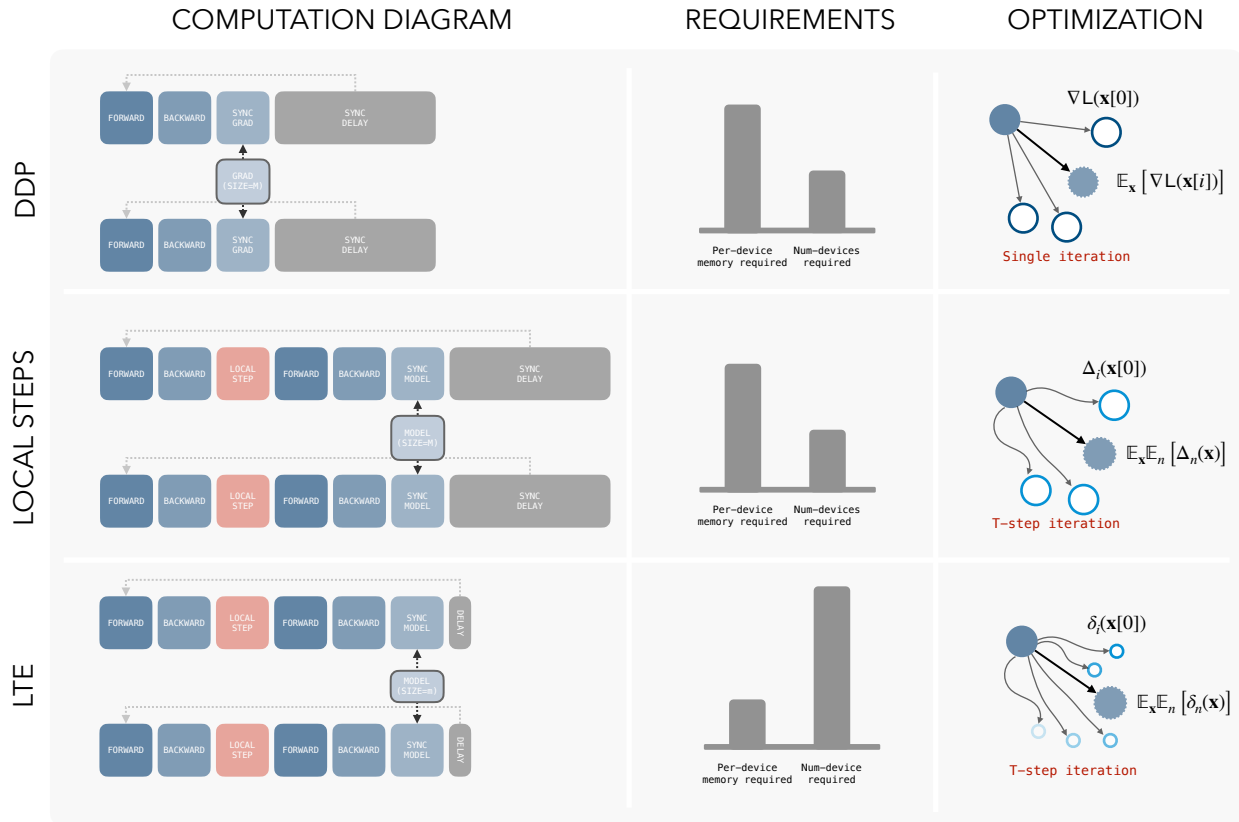 COMPUTATION DIAGRAM
REQUIREMENTS
OPTIMIZATION
DDP
FORWARD
BACKWARD
SYNC
GRAD
SYNC
DELAY
GRAD
(SIZE=M)
FORWARD
BACKWARD
SYNC
GRAD
SYNC
DELAY
Per-device
memory required
Num-devices
required
∇L(x[0])
𝔼ₓ [∇L(x[i])]
Single iteration
LOCAL STEPS
FORWARD
BACKWARD
LOCAL
STEP
FORWARD
BACKWARD
SYNC
MODEL
SYNC
DELAY
MODEL
(SIZE=M)
FORWARD
BACKWARD
LOCAL
STEP
FORWARD
BACKWARD
SYNC
MODEL
SYNC
DELAY
Per-device
memory required
Num-devices
required
Δᵢ(x[0])
𝔼ₓ𝔼ₙ [Δₙ(x)]
T-step iteration
LTE
FORWARD
BACKWARD
LOCAL
STEP
FORWARD
BACKWARD
SYNC
MODEL
DELAY
MODEL
(SIZE=m)
FORWARD
BACKWARD
LOCAL
STEP
FORWARD
BACKWARD
SYNC
MODEL
DELAY
Per-device
memory required
Num-device
required
δᵢ(x[0])
𝔼ₓ𝔼ₙ [δₙ(x)]
T-step iteration